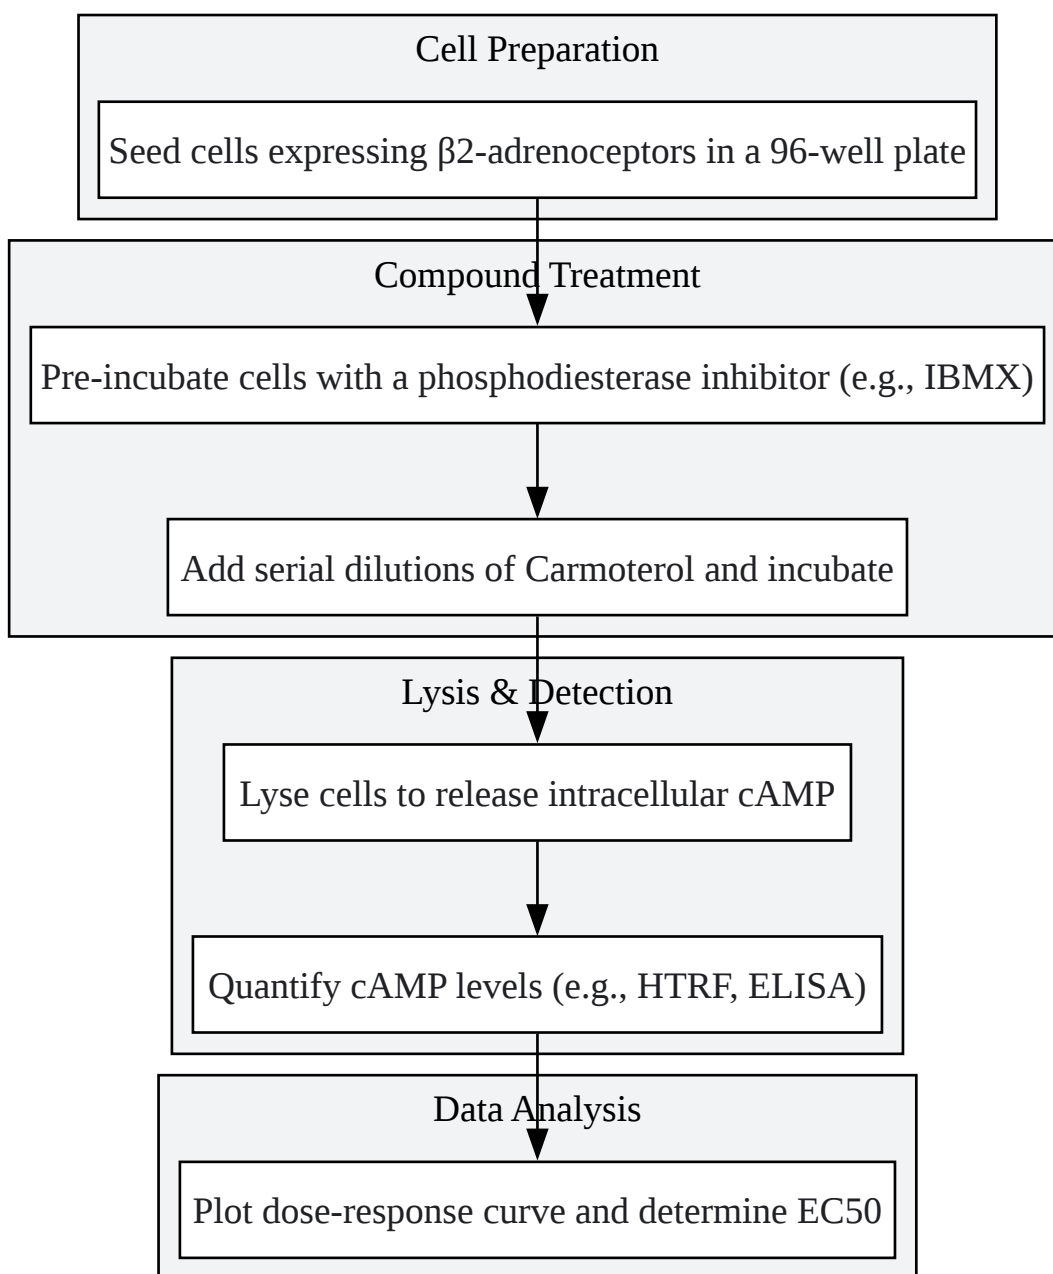 Cell Preparation
Seed cells expressing β2-adrenoceptors in a 96-well plate
Compound Treatment
Pre-incubate cells with a phosphodiesterase inhibitor (e.g., IBMX)
Add serial dilutions of Carmoterol and incubate
Lysis & Detection
Lyse cells to release intracellular cAMP
Quantify cAMP levels (e.g., HTRF, ELISA)
Data Analysis
Plot dose-response curve and determine EC50